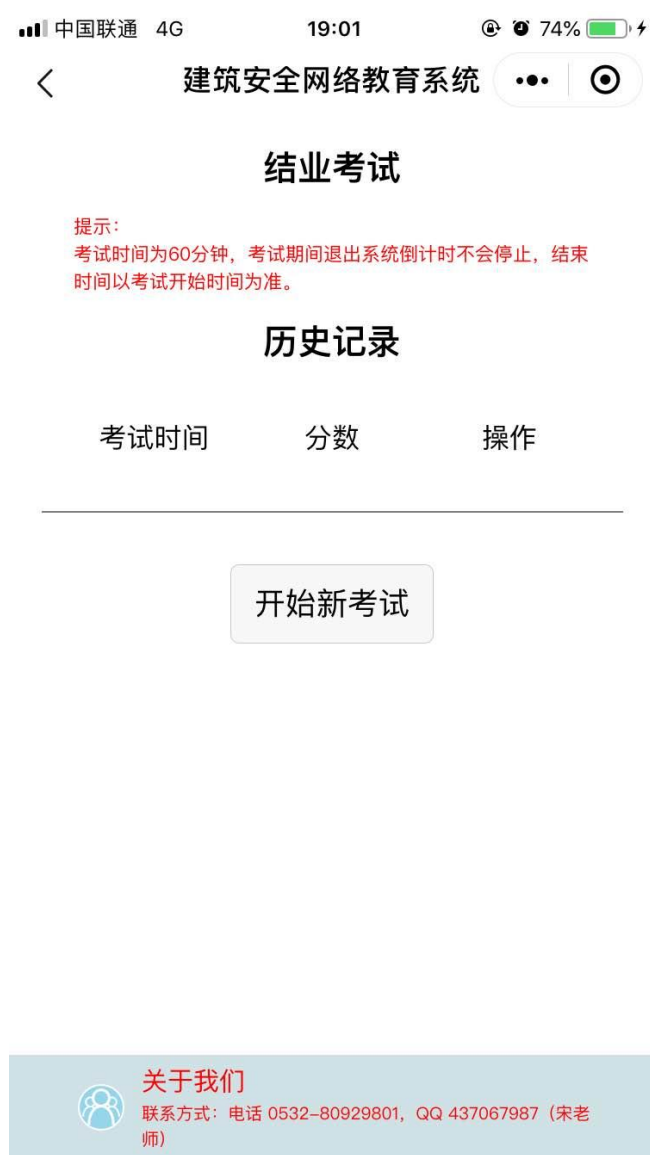 中国联通 4G 19:01 74%
建筑安全网络教育系统
结业考试
提示：
考试时间为60分钟，考试期间退出系统倒计时不会停止，结束
时间以考试开始时间为准。
历史记录
考试时间 分数 操作
开始新考试
关于我们
联系方式：电话 0532-80929801，QQ 437067987（宋老
师）